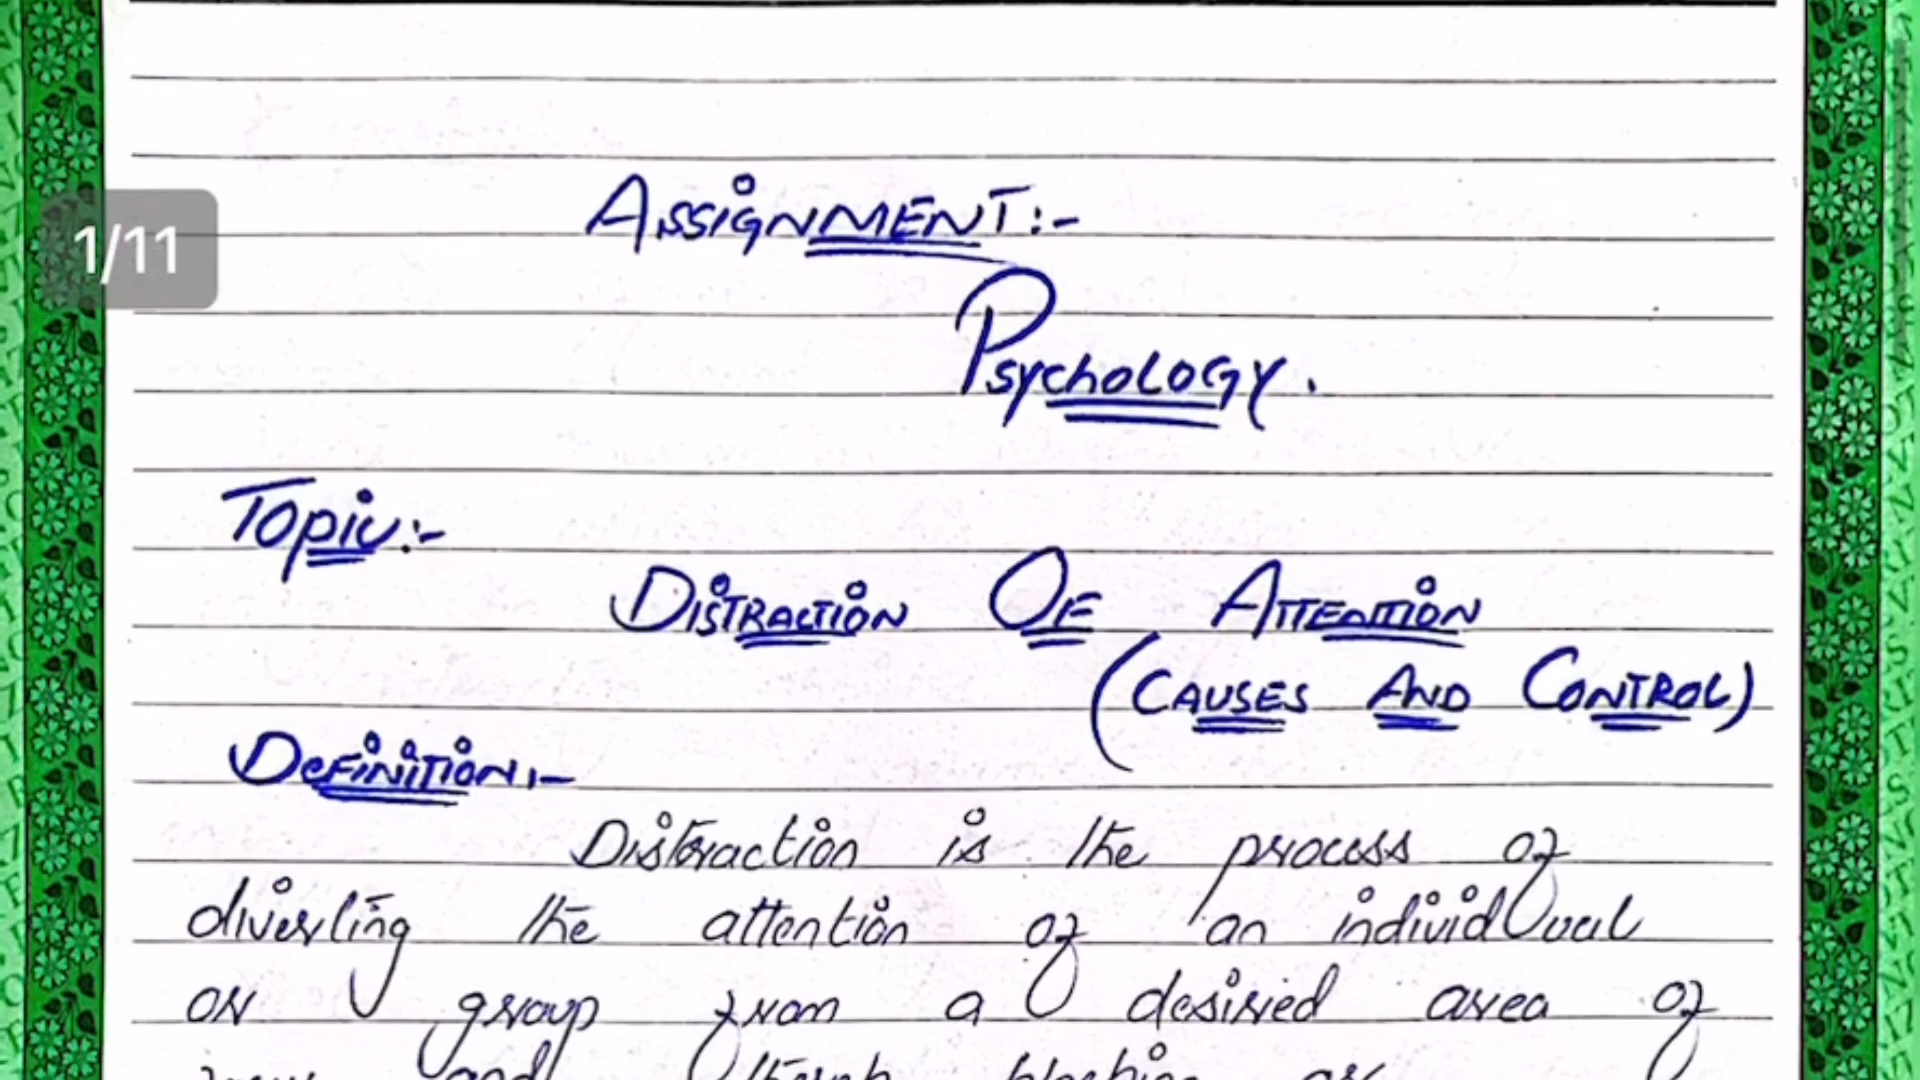 1/11
ASSIGNMENT:-
PSYCHOLOGY.
Topic:-
DISTRACTION OF ATTENTION
(CAUSES AND CONTROL)
DEFINITION:-
Distraction is the process of
diverting the attention of an individual
or group from a desired area of
and